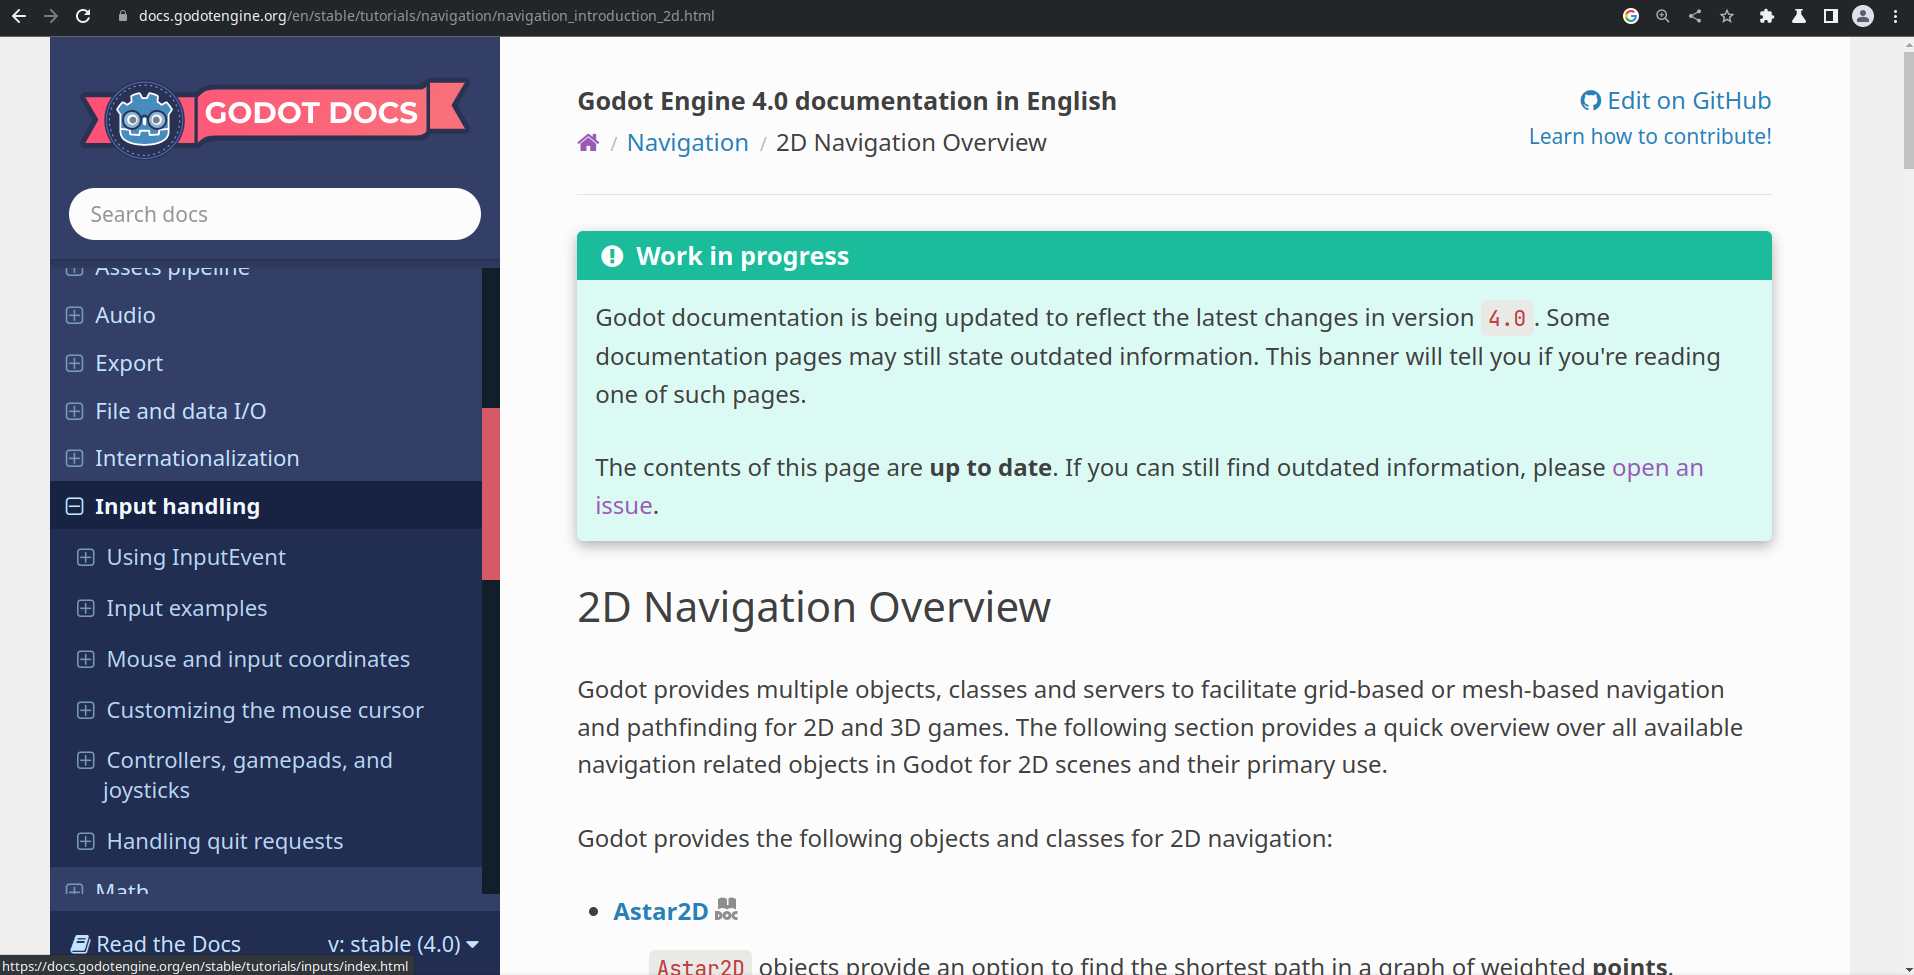 docs.godotengine.org/en/stable/tutorials/navigation/navigation_introduction_2d.html
GODOT DOCS
Search docs
Assets pipeline
Audio
Export
File and data I/O
Internationalization
Input handling
Using InputEvent
Input examples
Mouse and input coordinates
Customizing the mouse cursor
Controllers, gamepads, and
joysticks
Handling quit requests
Math
Read the Docs v: stable (4.0)
https://docs.godotengine.org/en/stable/tutorials/inputs/index.html
Godot Engine 4.0 documentation in English
Edit on GitHub
/ Navigation / 2D Navigation Overview
Learn how to contribute!
Work in progress
Godot documentation is being updated to reflect the latest changes in version 4.0. Some
documentation pages may still state outdated information. This banner will tell you if you're reading
one of such pages.
The contents of this page are up to date. If you can still find outdated information, please open an
issue.
2D Navigation Overview
Godot provides multiple objects, classes and servers to facilitate grid-based or mesh-based navigation
and pathfinding for 2D and 3D games. The following section provides a quick overview over all available
navigation related objects in Godot for 2D scenes and their primary use.
Godot provides the following objects and classes for 2D navigation:
• Astar2D DOC
Astar2D objects provide an option to find the shortest path in a graph of weighted points.